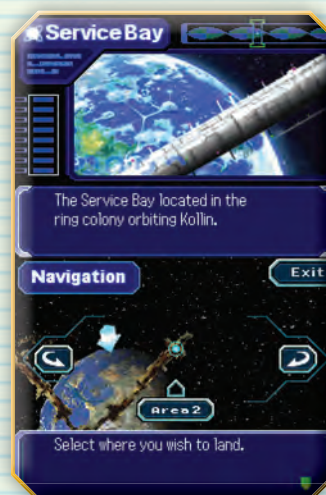 Service Bay
The Service Bay located in the
ring colony orbiting Kollin.
Navigation
Exit
Area2
Select where you wish to land.